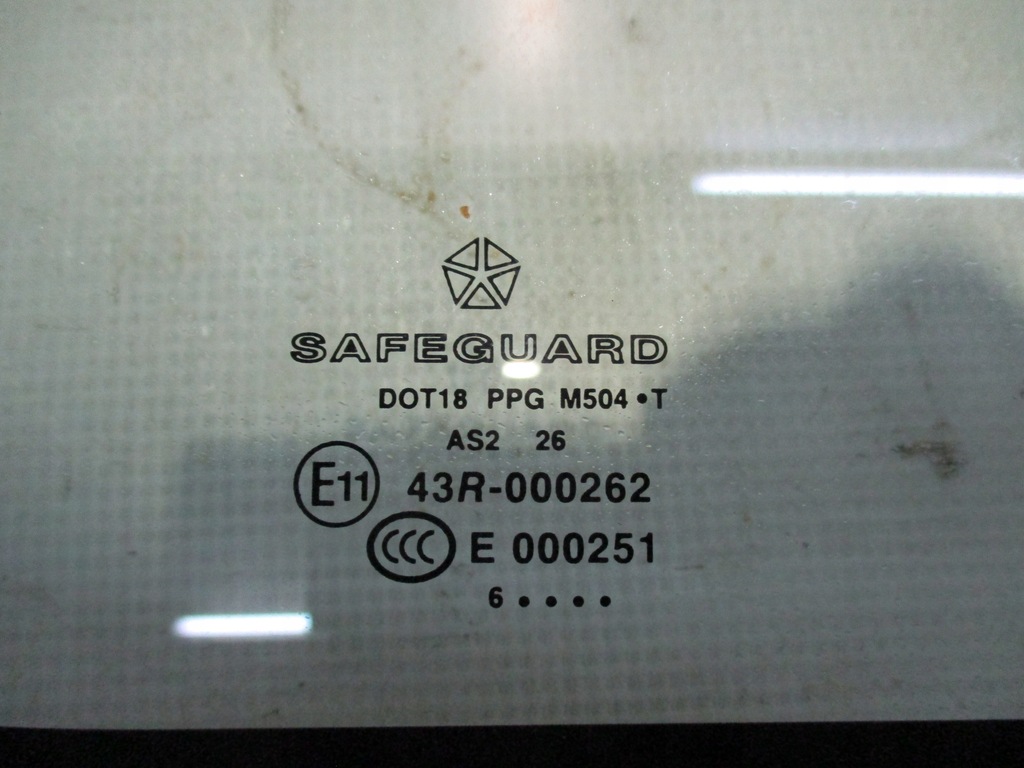 SAFEGUARD
DOT18 PPG M504•T
AS2 26
E11 43R-000262
CCC E 000251
6••••